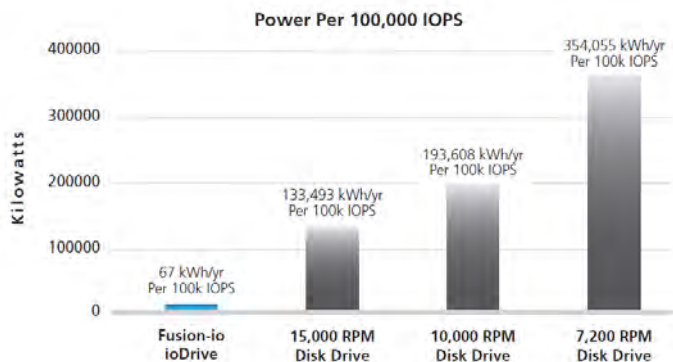 Power Per 100,000 IOPS
Kilowatts
400000
300000
200000
100000
0
67 kWh/yr
Per 100k IOPS
133,493 kWh/yr
Per 100k IOPS
193,608 kWh/yr
Per 100k IOPS
354,055 kWh/yr
Per 100k IOPS
Fusion-io
ioDrive
15,000 RPM
Disk Drive
10,000 RPM
Disk Drive
7,200 RPM
Disk Drive